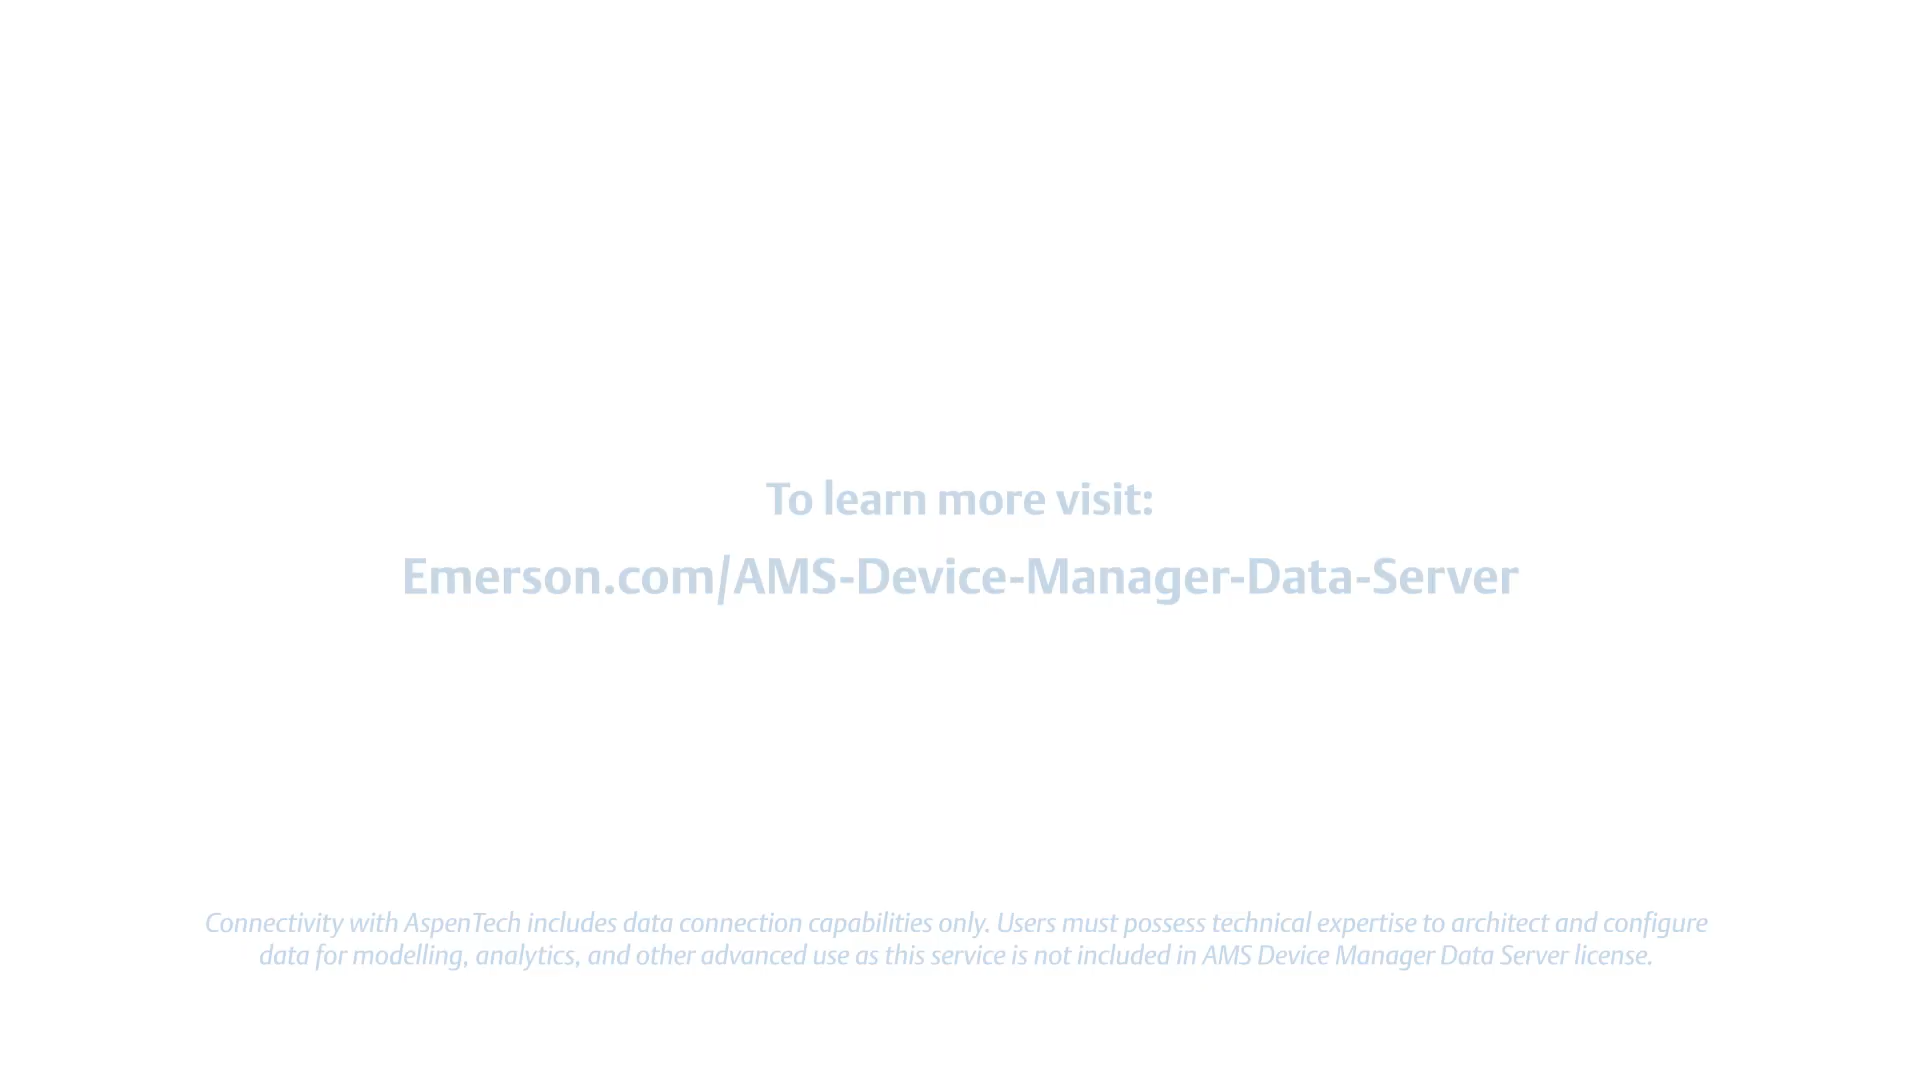 To learn more visit:
Emerson.com/AMS-Device-Manager-Data-Server
Connectivity with AspenTech includes data connection capabilities only. Users must possess technical expertise to architect and configure
data for modelling, analytics, and other advanced use as this service is not included in AMS Device Manager Data Server license.